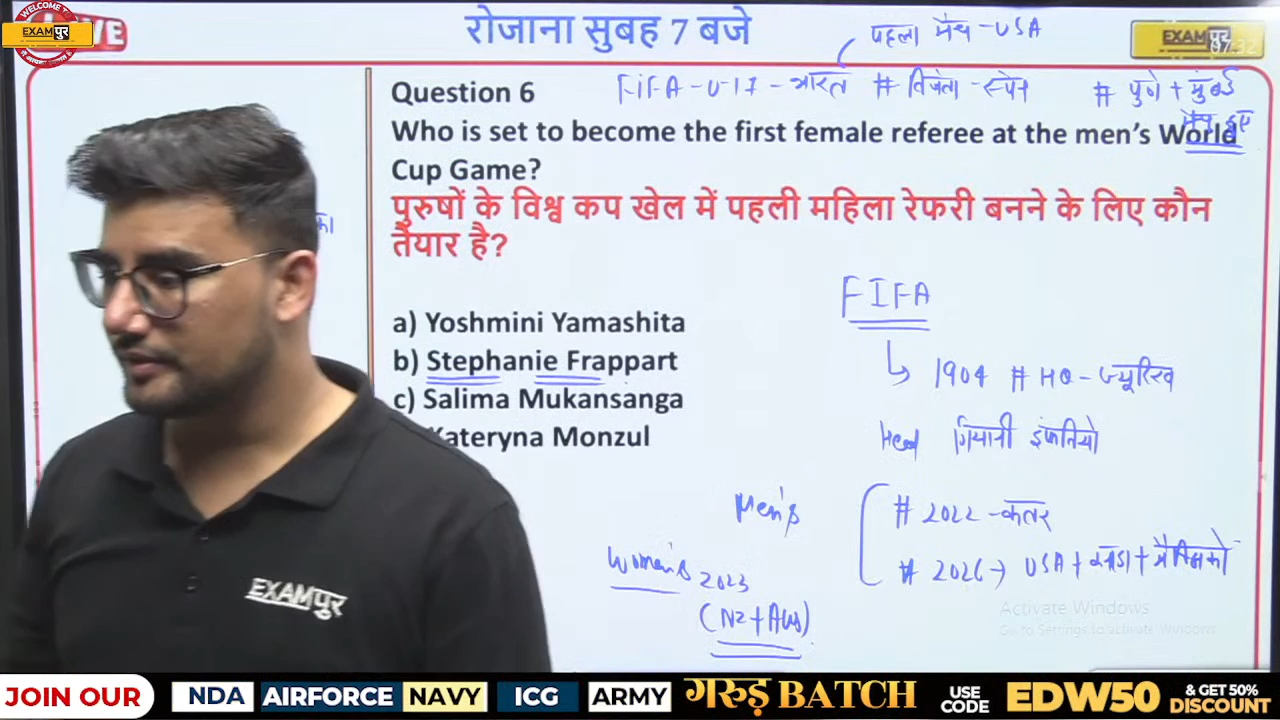 WELCOME TO
EXAMपुर
LIVE
रोजाना सुबह 7 बजे
EXAMपुर
07:32
पहला मैच - USA
FIFA - U-17 - भारत # विजेता - स्पेन # पुणे + मुंबई
Question 6
Who is set to become the first female referee at the men's World
Cup Game?
पुरुषों के विश्व कप खेल में पहली महिला रेफरी बनने के लिए कौन
तैयार है?
का
FIFA
a) Yoshmini Yamashita
b) Stephanie Frappart
c) Salima Mukansanga
Kateryna Monzul
1904 # HQ - ज्यूरिख
Head गियानी इंफेंतियो
Men's
# 2022 - कतर
# 2026 → USA + कनाडा + मैक्सिको
Women's 2023
(NZ + Aus)
Activate Windows
Go to Settings to activate Windows.
EXAMपुर
JOIN OUR NDA AIRFORCE NAVY ICG ARMY गरुड़ BATCH USE CODE EDW50 & GET 50% DISCOUNT